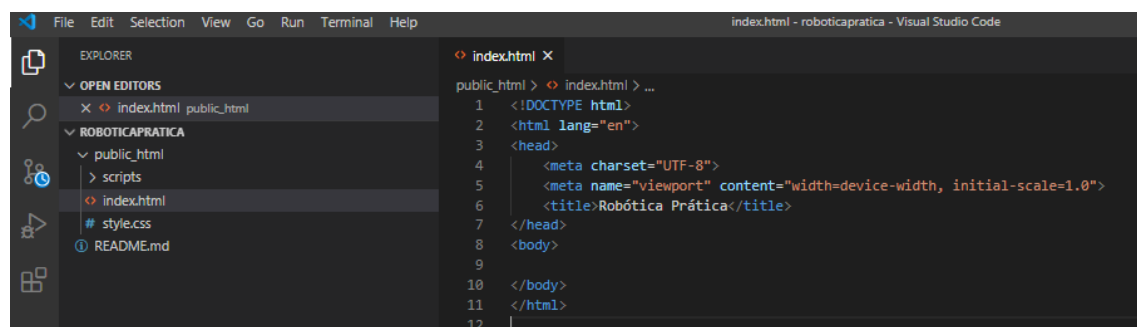 File Edit Selection View Go Run Terminal Help
index.html - roboticapratica - Visual Studio Code
EXPLORER
OPEN EDITORS
index.html public_html
ROBOTICAPRATICA
public_html
scripts
index.html
style.css
README.md
index.html
public_html > index.html > ...
1 <!DOCTYPE html>
2 <html lang="en">
3 <head>
4 <meta charset="UTF-8">
5 <meta name="viewport" content="width=device-width, initial-scale=1.0">
6 <title>Robótica Prática</title>
7 </head>
8 <body>
9
10 </body>
11 </html>
12